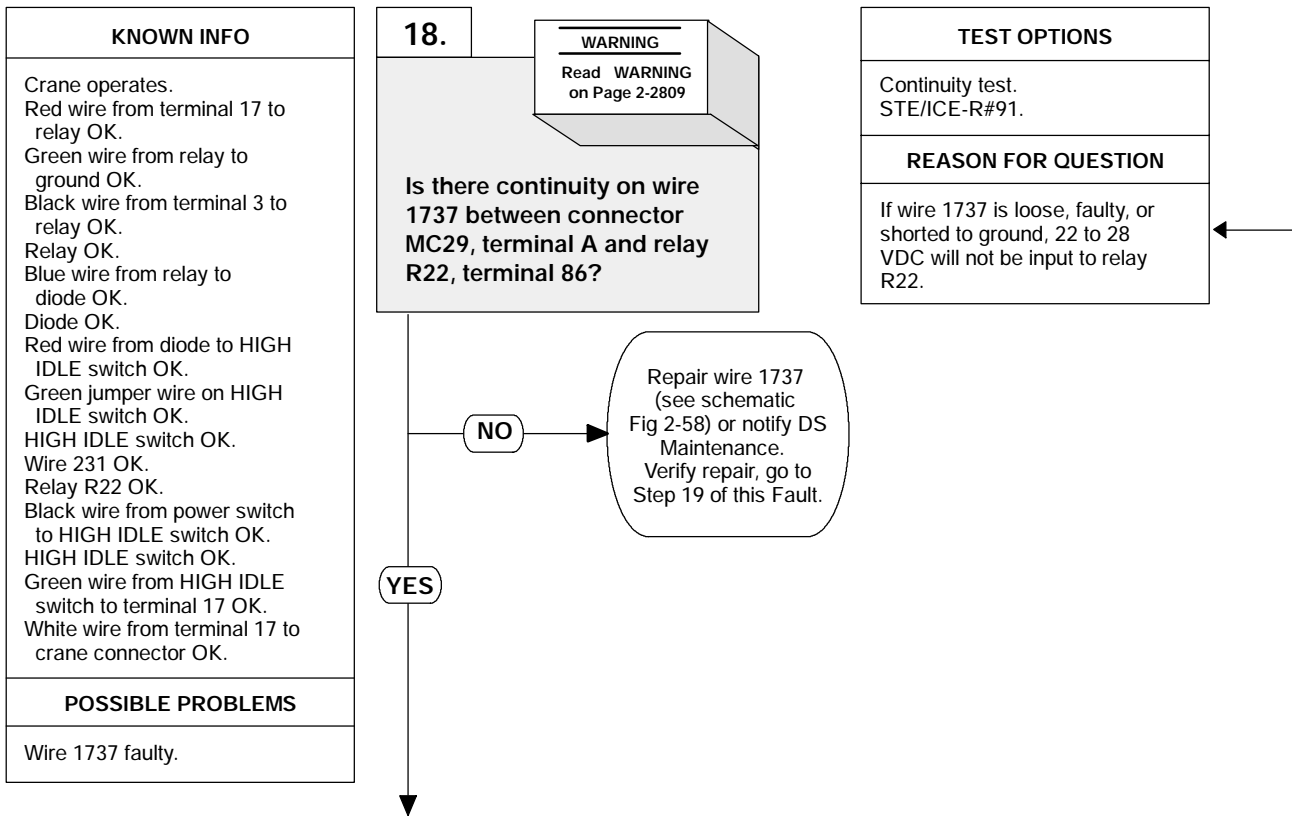 KNOWN INFO
Crane operates.
Red wire from terminal 17 to
relay OK.
Green wire from relay to
ground OK.
Black wire from terminal 3 to
relay OK.
Relay OK.
Blue wire from relay to
diode OK.
Diode OK.
Red wire from diode to HIGH
IDLE switch OK.
Green jumper wire on HIGH
IDLE switch OK.
HIGH IDLE switch OK.
Wire 231 OK.
Relay R22 OK.
Black wire from power switch
to HIGH IDLE switch OK.
HIGH IDLE switch OK.
Green wire from HIGH IDLE
switch to terminal 17 OK.
White wire from terminal 17 to
crane connector OK.
POSSIBLE PROBLEMS
Wire 1737 faulty.
18.
WARNING
Read WARNING
on Page 2-2809
Is there continuity on wire
1737 between connector
MC29, terminal A and relay
R22, terminal 86?
NO
Repair wire 1737
(see schematic
Fig 2-58) or notify DS
Maintenance.
Verify repair, go to
Step 19 of this Fault.
YES
TEST OPTIONS
Continuity test.
STE/ICE-R#91.
REASON FOR QUESTION
If wire 1737 is loose, faulty, or
shorted to ground, 22 to 28
VDC will not be input to relay
R22.